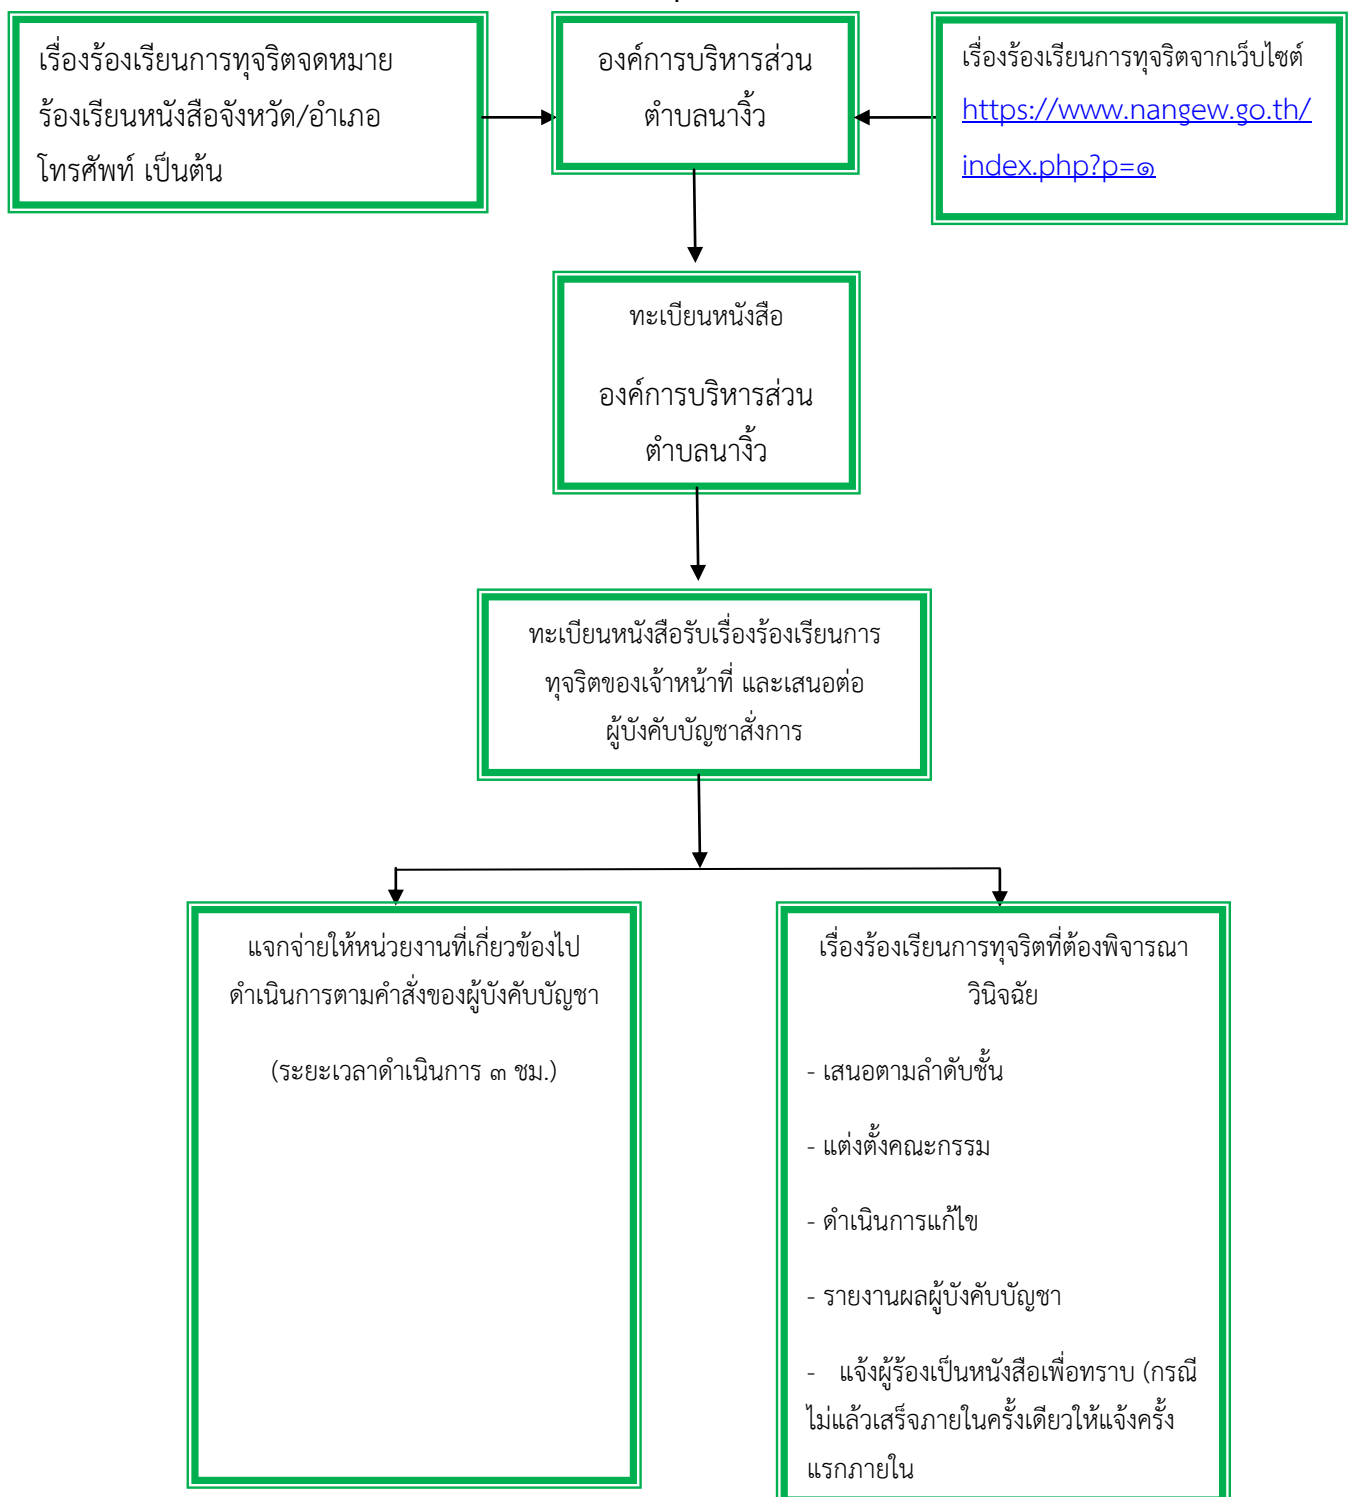 เรื่องร้องเรียนการทุจริตจดหมาย
ร้องเรียนหนังสือจังหวัด/อำเภอ
โทรศัพท์ เป็นต้น
องค์การบริหารส่วน
ตำบลนางิ้ว
เรื่องร้องเรียนการทุจริตจากเว็บไซต์
https://www.nangew.go.th/
index.php?p=๑
ทะเบียนหนังสือ
องค์การบริหารส่วน
ตำบลนางิ้ว
ทะเบียนหนังสือรับเรื่องร้องเรียนการ
ทุจริตของเจ้าหน้าที่ และเสนอต่อ
ผู้บังคับบัญชาสั่งการ
แจกจ่ายให้หน่วยงานที่เกี่ยวข้องไป
ดำเนินการตามคำสั่งของผู้บังคับบัญชา
(ระยะเวลาดำเนินการ ๓ ชม.)
เรื่องร้องเรียนการทุจริตที่ต้องพิจารณา
วินิจฉัย
- เสนอตามลำดับชั้น
- แต่งตั้งคณะกรรม
- ดำเนินการแก้ไข
- รายงานผลผู้บังคับบัญชา
- แจ้งผู้ร้องเป็นหนังสือเพื่อทราบ (กรณี
ไม่แล้วเสร็จภายในครั้งเดียวให้แจ้งครั้ง
แรกภายใน